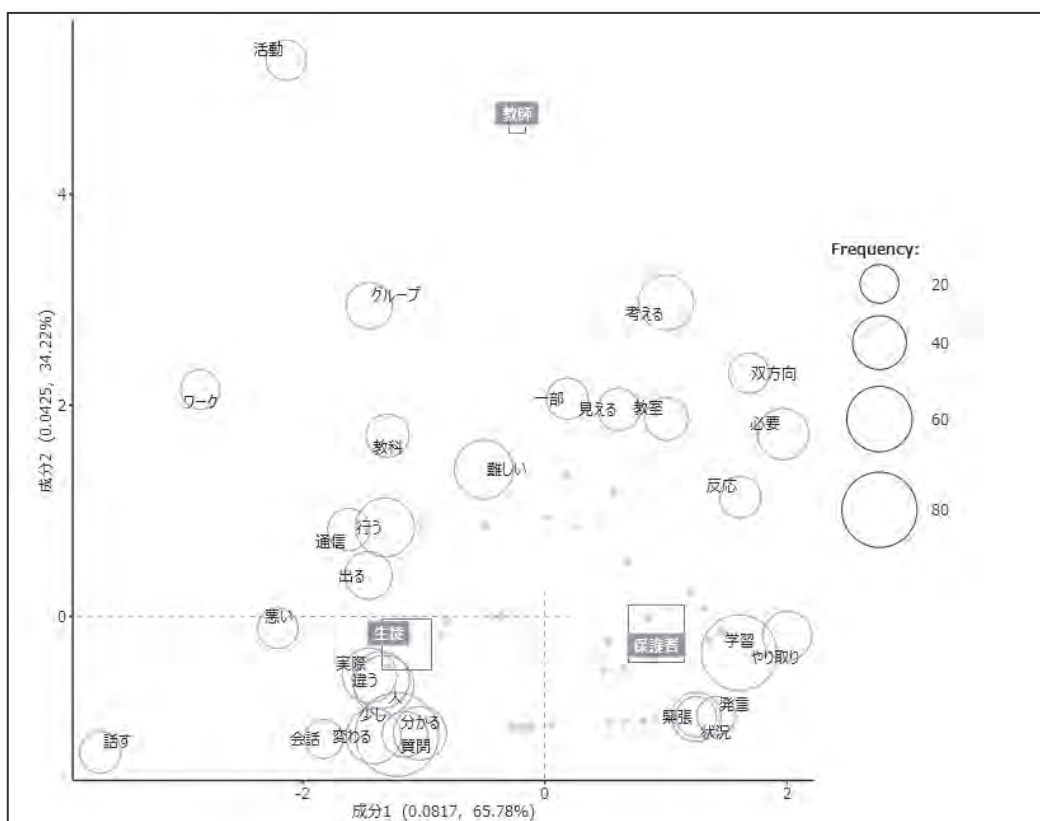 活動
教師
4
Frequency:
20
グループ
考える
40
双方向
ワーク
一部
見える
教室
2
必要
60
教科
難しい
反応
80
通信
行う
出る
悪い
0
生徒
保護者
学習
やり取り
実際
違う
人
少し
分かる
緊張
発言
話す
会話
変わる
質問
状況
-2
0
2
成分1 (0.0817, 65.78%)
成分2 (0.0425, 34.22%)